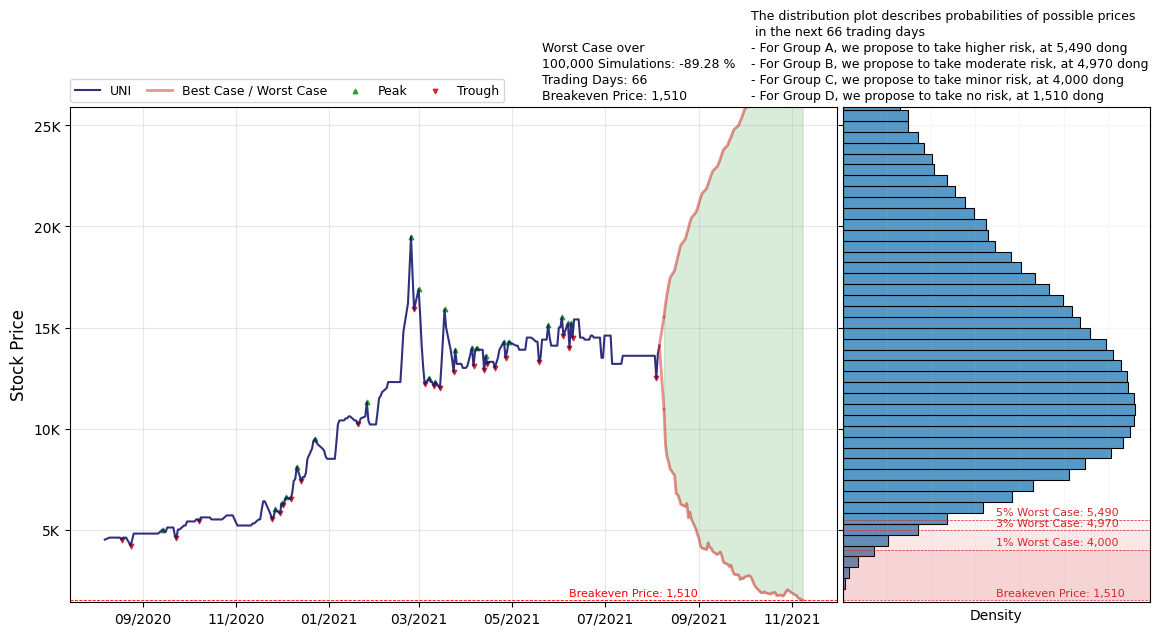 The distribution plot describes probabilities of possible prices
in the next 66 trading days
- For Group A, we propose to take higher risk, at 5,490 dong
- For Group B, we propose to take moderate risk, at 4,970 dong
- For Group C, we propose to take minor risk, at 4,000 dong
- For Group D, we propose to take no risk, at 1,510 dong
Worst Case over
100,000 Simulations: -89.28 %
Trading Days: 66
Breakeven Price: 1,510
UNI
Best Case / Worst Case
Peak
Trough
Stock Price
25K
20K
15K
10K
5K
Breakeven Price: 1,510
09/2020
11/2020
01/2021
03/2021
05/2021
07/2021
09/2021
11/2021
5% Worst Case: 5,490
3% Worst Case: 4,970
1% Worst Case: 4,000
Breakeven Price: 1,510
Density